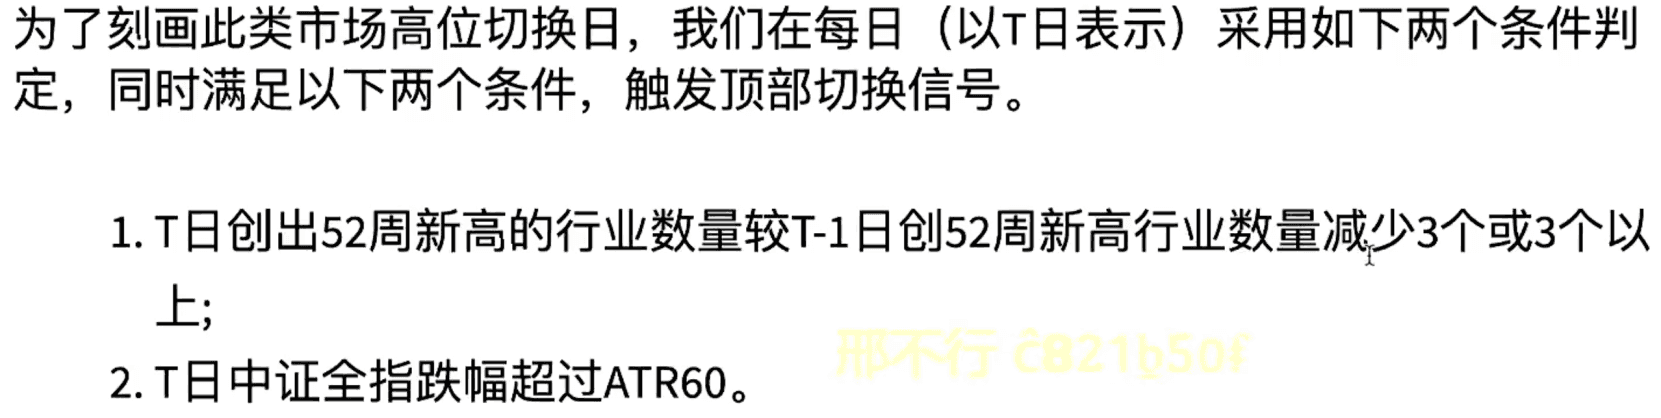 为了刻画此类市场高位切换日，我们在每日（以T日表示）采用如下两个条件判
定，同时满足以下两个条件，触发顶部切换信号。
1. T日创出52周新高的行业数量较T-1日创52周新高行业数量减少3个或3个以
上;
2. T日中证全指跌幅超过ATR60。
邢不行